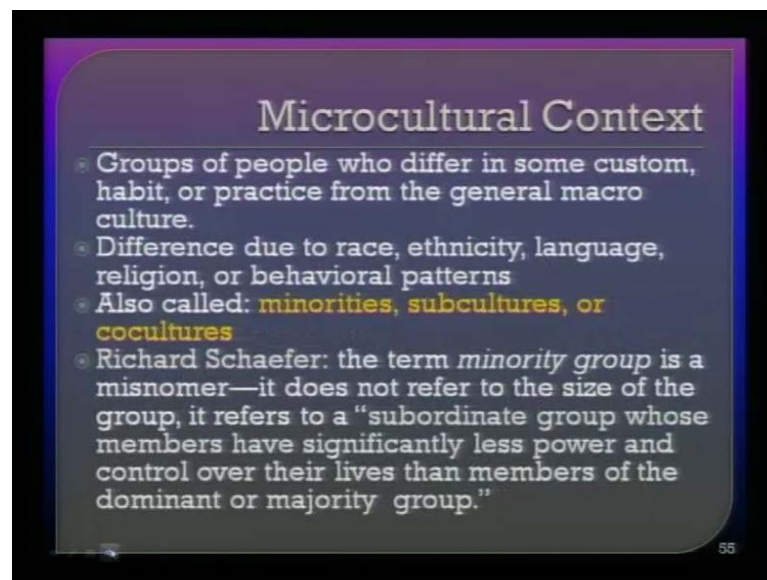 Microcultural Context
Groups of people who differ in some custom,
habit, or practice from the general macro
culture.
Difference due to race, ethnicity, language,
religion, or behavioral patterns
Also called: minorities, subcultures, or
cocultures
Richard Schaefer: the term minority group is a
misnomer—it does not refer to the size of the
group, it refers to a “subordinate group whose
members have significantly less power and
control over their lives than members of the
dominant or majority group.”
55